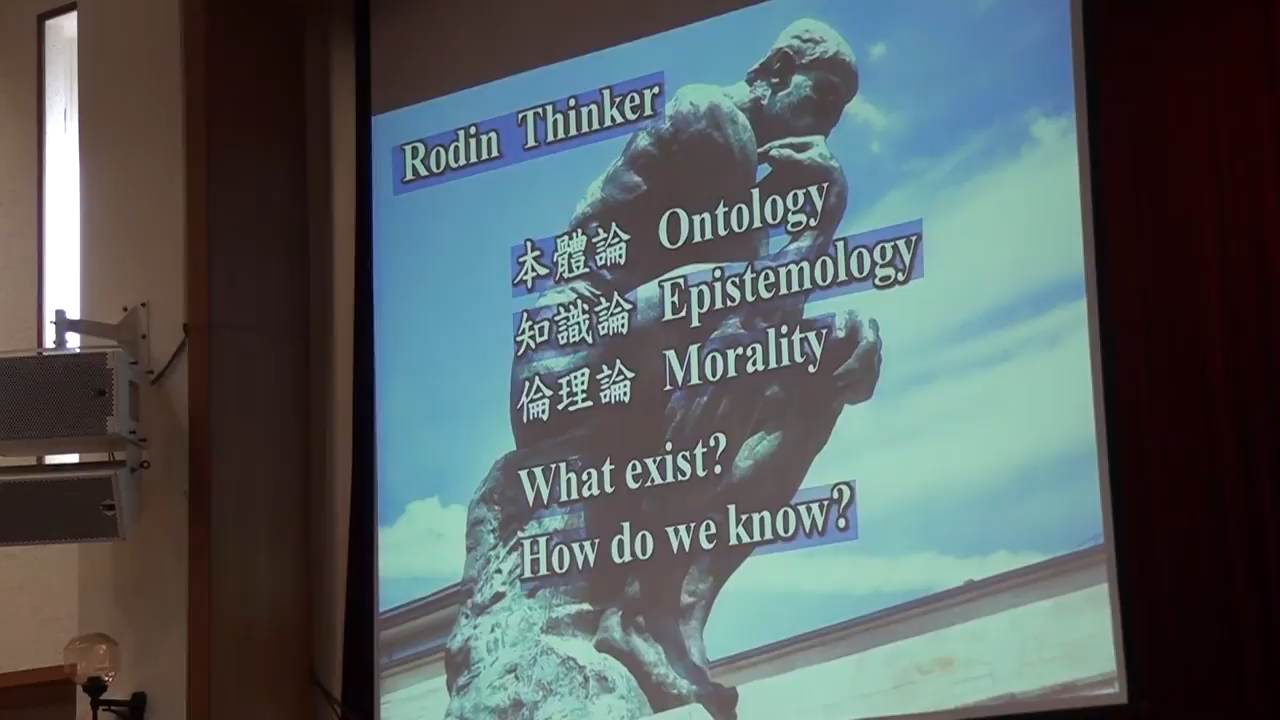 Rodin Thinker
本體論 Ontology
知識論 Epistemology
倫理論 Morality
What exist?
How do we know?